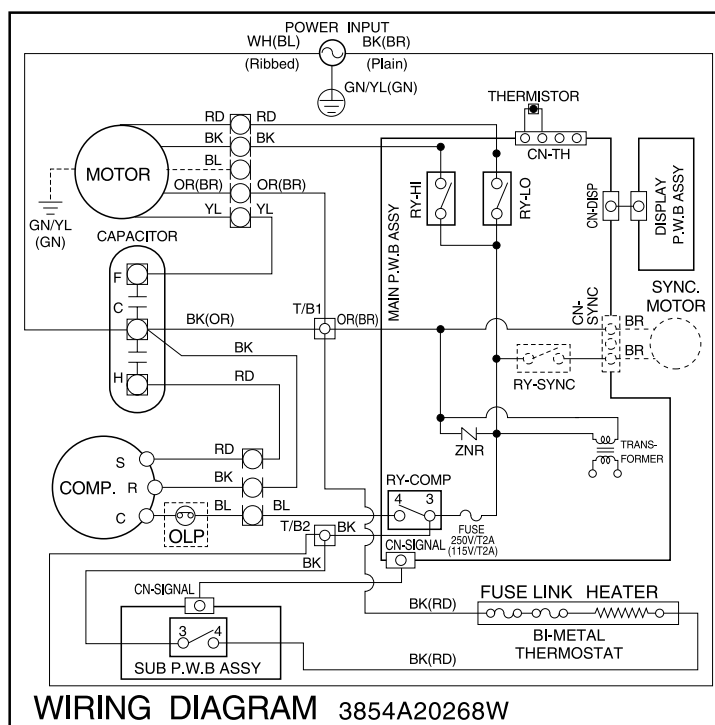 POWER INPUT
WH(BL)
BK(BR)
(Ribbed)
(Plain)
GN/YL(GN)
THERMISTOR
CN-TH
RD
RD
BK
BK
BL
MOTOR
OR(BR)
OR(BR)
YL
YL
GN/YL
(GN)
RY-HI
RY-LO
MAIN P.W.B ASSY
CN-DISP
DISPLAY
P.W.B ASSY
CAPACITOR
F
C
H
BK(OR)
T/B1
OR(BR)
CN-
SYNC
SYNC.
MOTOR
BR
BR
BK
RD
RY-SYNC
ZNR
TRANS-
FORMER
COMP.
S
R
C
RD
BK
BL
BL
OLP
RY-COMP
4
3
FUSE
250V/T2A
(115V/T2A)
T/B2
BK
BK
CN-SIGNAL
CN-SIGNAL
3
4
SUB P.W.B ASSY
BK(RD)
FUSE LINK
HEATER
BI-METAL
THERMOSTAT
BK(RD)
WIRING DIAGRAM 3854A20268W